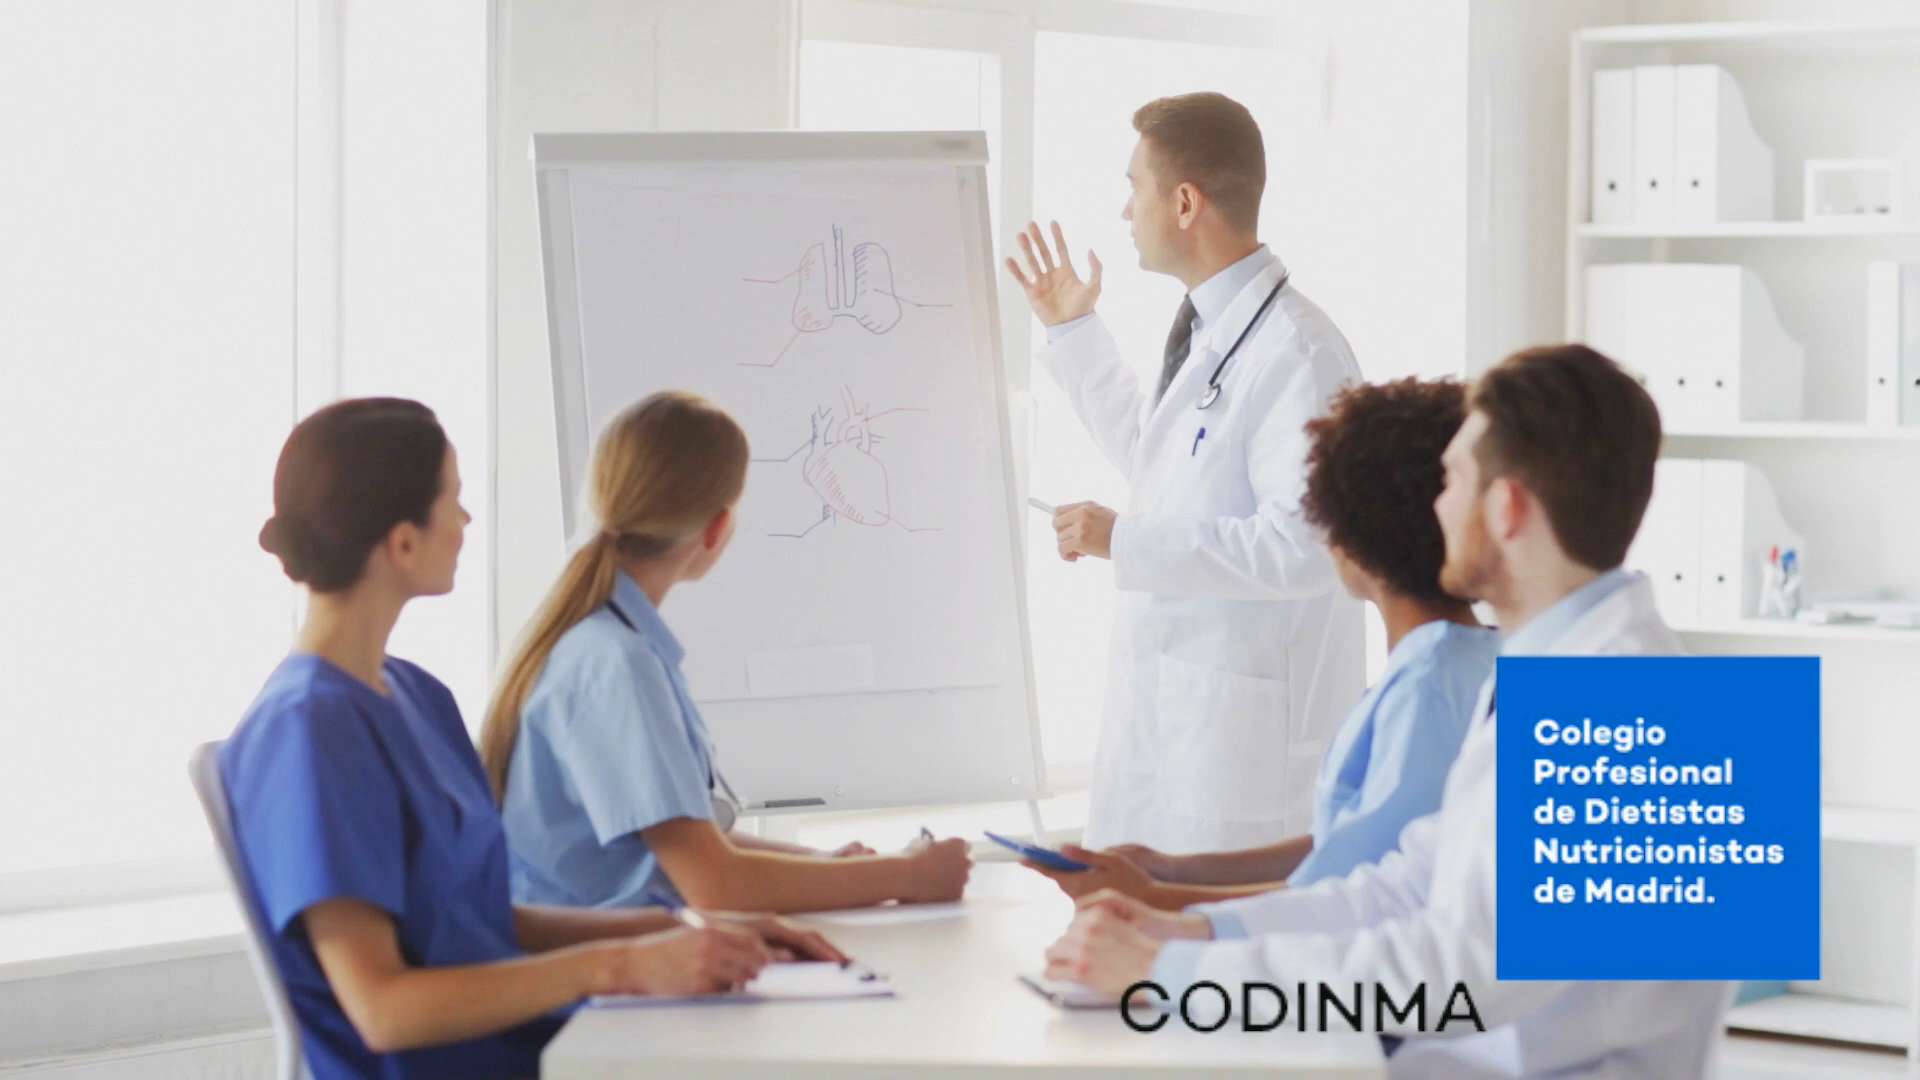 Colegio
Profesional
de Dietistas
Nutricionistas
de Madrid.
CODINMA